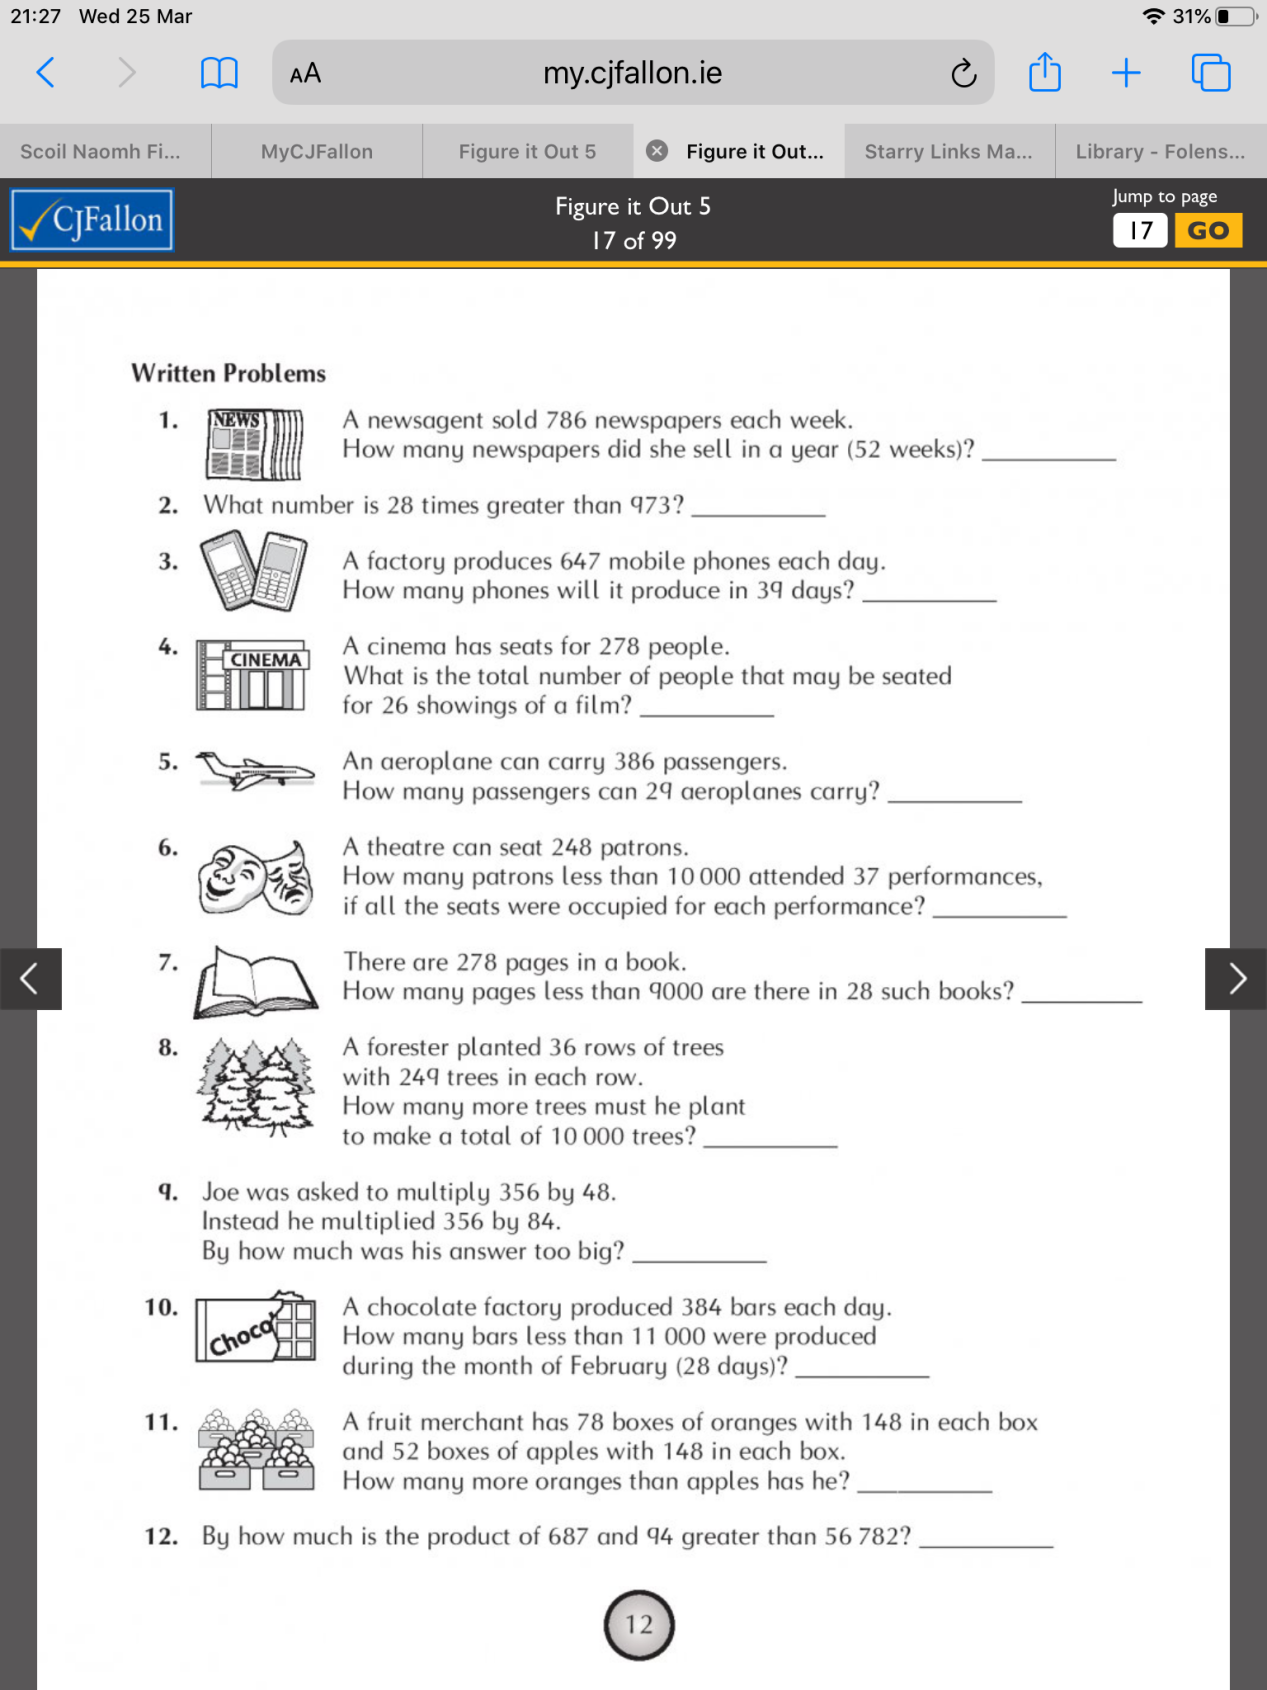 21:27 Wed 25 Mar
31%
AA
my.cjfallon.ie
Scoil Naomh Fi...
MyCJFallon
Figure it Out 5
Figure it Out...
Starry Links Ma...
Library - Folens...
CJFallon
Figure it Out 5
17 of 99
Jump to page
17 GO
Written Problems
1. NEWS A newsagent sold 786 newspapers each week.
How many newspapers did she sell in a year (52 weeks)?
2. What number is 28 times greater than 973?
3. A factory produces 647 mobile phones each day.
How many phones will it produce in 39 days?
4. CINEMA A cinema has seats for 278 people.
What is the total number of people that may be seated
for 26 showings of a film?
5. An aeroplane can carry 386 passengers.
How many passengers can 29 aeroplanes carry?
6. A theatre can seat 248 patrons.
How many patrons less than 10 000 attended 37 performances,
if all the seats were occupied for each performance?
7. There are 278 pages in a book.
How many pages less than 9000 are there in 28 such books?
8. A forester planted 36 rows of trees
with 249 trees in each row.
How many more trees must he plant
to make a total of 10 000 trees?
9. Joe was asked to multiply 356 by 48.
Instead he multiplied 356 by 84.
By how much was his answer too big?
10. Choco A chocolate factory produced 384 bars each day.
How many bars less than 11 000 were produced
during the month of February (28 days)?
11. A fruit merchant has 78 boxes of oranges with 148 in each box
and 52 boxes of apples with 148 in each box.
How many more oranges than apples has he?
12. By how much is the product of 687 and 94 greater than 56 782?
12